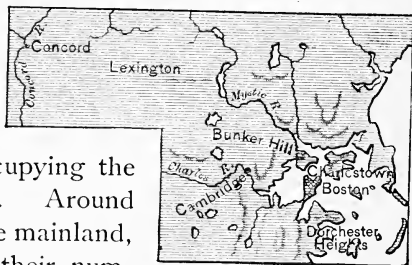 Concord
R.
Concord
Lexington
Mystic R.
Bunker Hill
Charles R.
Cambridge
Charlestown
Boston
Dorchester
Heights
cupying the
. Around
e mainland,
their num